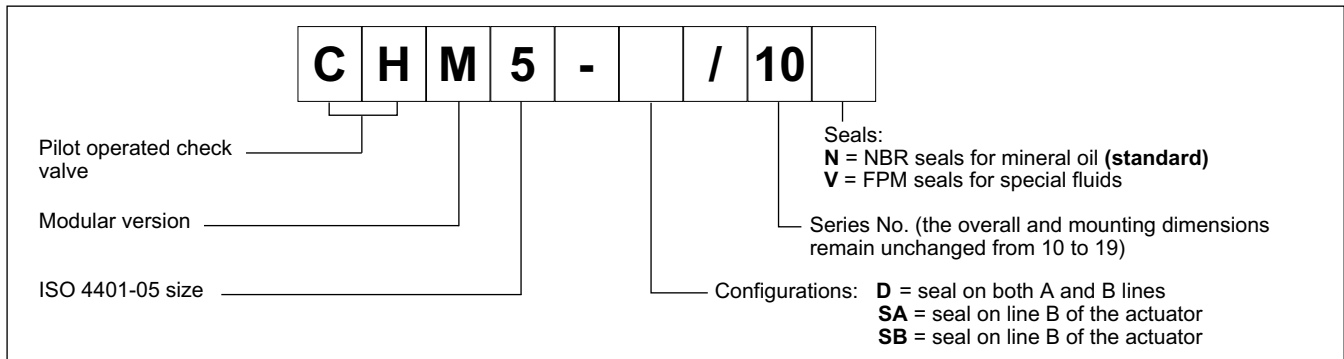 C H M 5 - / 10
Pilot operated check
valve
Modular version
ISO 4401-05 size
Seals:
N = NBR seals for mineral oil (standard)
V = FPM seals for special fluids
Series No. (the overall and mounting dimensions
remain unchanged from 10 to 19)
Configurations: D = seal on both A and B lines
SA = seal on line B of the actuator
SB = seal on line B of the actuator